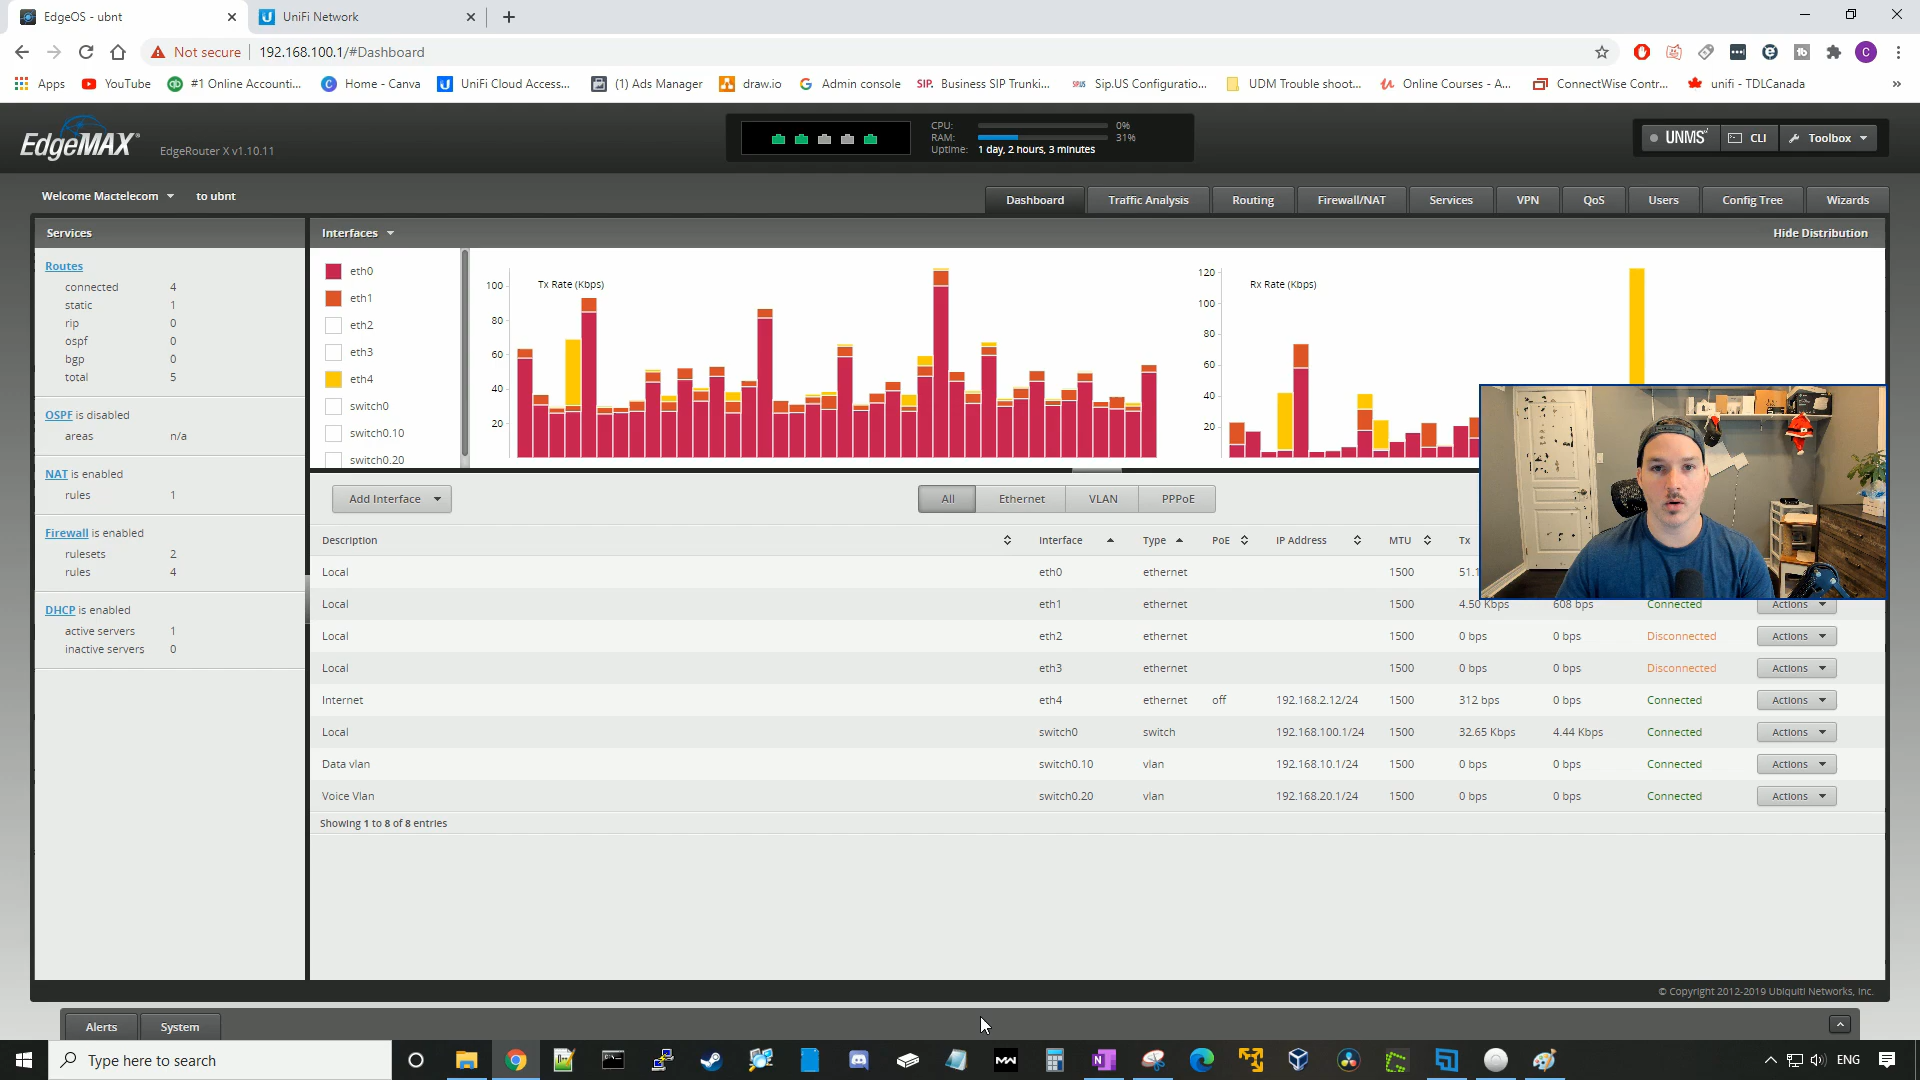 EdgeOS - ubnt
UniFi Network
Not secure
192.168.100.1/#Dashboard
Apps
YouTube
#1 Online Accounti...
Home - Canva
UniFi Cloud Access...
(1) Ads Manager
draw.io
Admin console
SIP. Business SIP Trunki...
Sip.US Configuratio...
UDM Trouble shoot...
Online Courses - A...
ConnectWise Contr...
unifi - TDLCanada
EdgeMAX
EdgeRouter X v1.10.11
CPU: 0%
RAM: 31%
Uptime: 1 day, 2 hours, 3 minutes
UNMS
CLI
Toolbox
Welcome Mactelecom
to ubnt
Dashboard
Traffic Analysis
Routing
Firewall/NAT
Services
VPN
QoS
Users
Config Tree
Wizards
Services
Routes
connected 4
static 1
rip 0
ospf 0
bgp 0
total 5
OSPF is disabled
areas n/a
NAT is enabled
rules 1
Firewall is enabled
rulesets 2
rules 4
DHCP is enabled
active servers 1
inactive servers 0
Interfaces
Hide Distribution
eth0
eth1
eth2
eth3
eth4
switch0
switch0.10
switch0.20
Tx Rate (Kbps)
100
80
60
40
20
Rx Rate (Kbps)
120
100
80
60
40
20
Add Interface
All
Ethernet
VLAN
PPPoE
Description Interface Type PoE IP Address MTU Tx
Local eth0 ethernet 1500 51.1
Local eth1 ethernet 1500 4.50 Kbps 608 bps Connected Actions
Local eth2 ethernet 1500 0 bps 0 bps Disconnected Actions
Local eth3 ethernet 1500 0 bps 0 bps Disconnected Actions
Internet eth4 ethernet off 192.168.2.12/24 1500 312 bps 0 bps Connected Actions
Local switch0 switch 192.168.100.1/24 1500 32.65 Kbps 4.44 Kbps Connected Actions
Data vlan switch0.10 vlan 192.168.10.1/24 1500 0 bps 0 bps Connected Actions
Voice Vlan switch0.20 vlan 192.168.20.1/24 1500 0 bps 0 bps Connected Actions
Showing 1 to 8 of 8 entries
© Copyright 2012-2019 Ubiquiti Networks, Inc.
Alerts
System
Type here to search
ENG